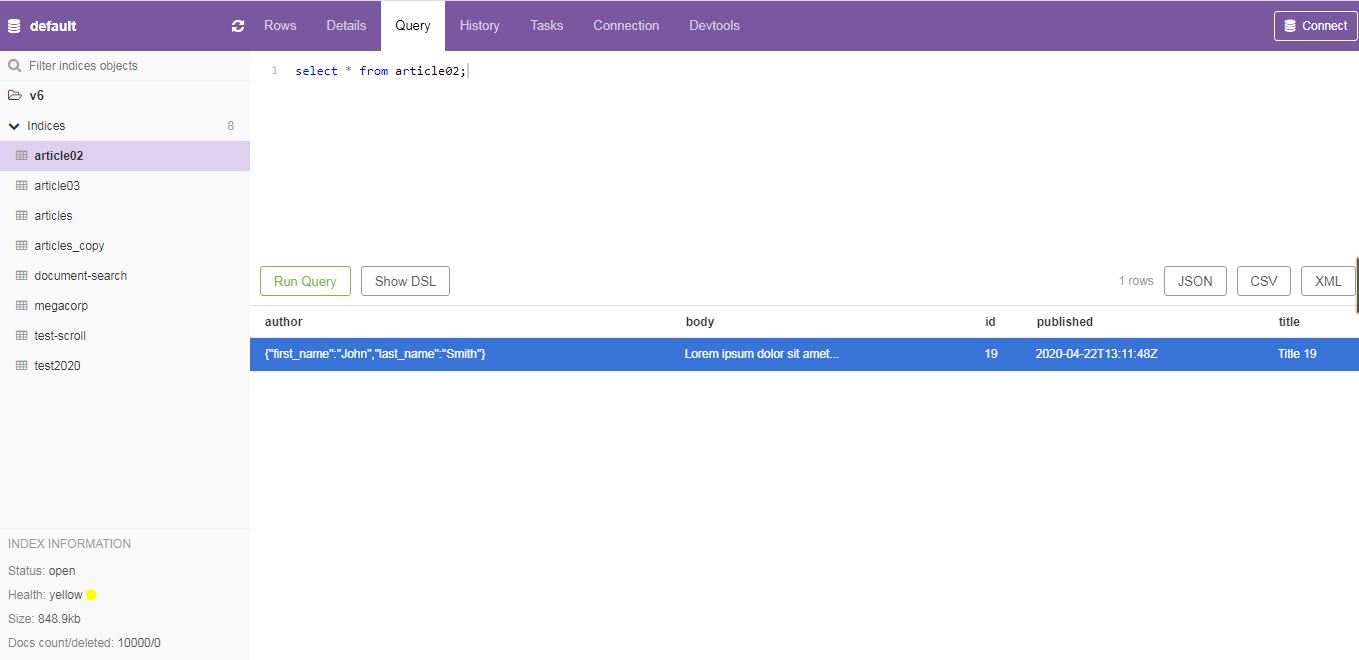 default
Rows Details Query History Tasks Connection Devtools
Connect
Filter indices objects
v6
Indices 8
article02
article03
articles
articles_copy
document-search
megacorp
test-scroll
test2020
INDEX INFORMATION
Status: open
Health: yellow
Size: 848.9kb
Docs count/deleted: 10000/0
1 select * from article02;
Run Query Show DSL 1 rows JSON CSV XML
author body id published title
{"first_name":"John","last_name":"Smith"} Lorem ipsum dolor sit amet... 19 2020-04-22T13:11:48Z Title 19